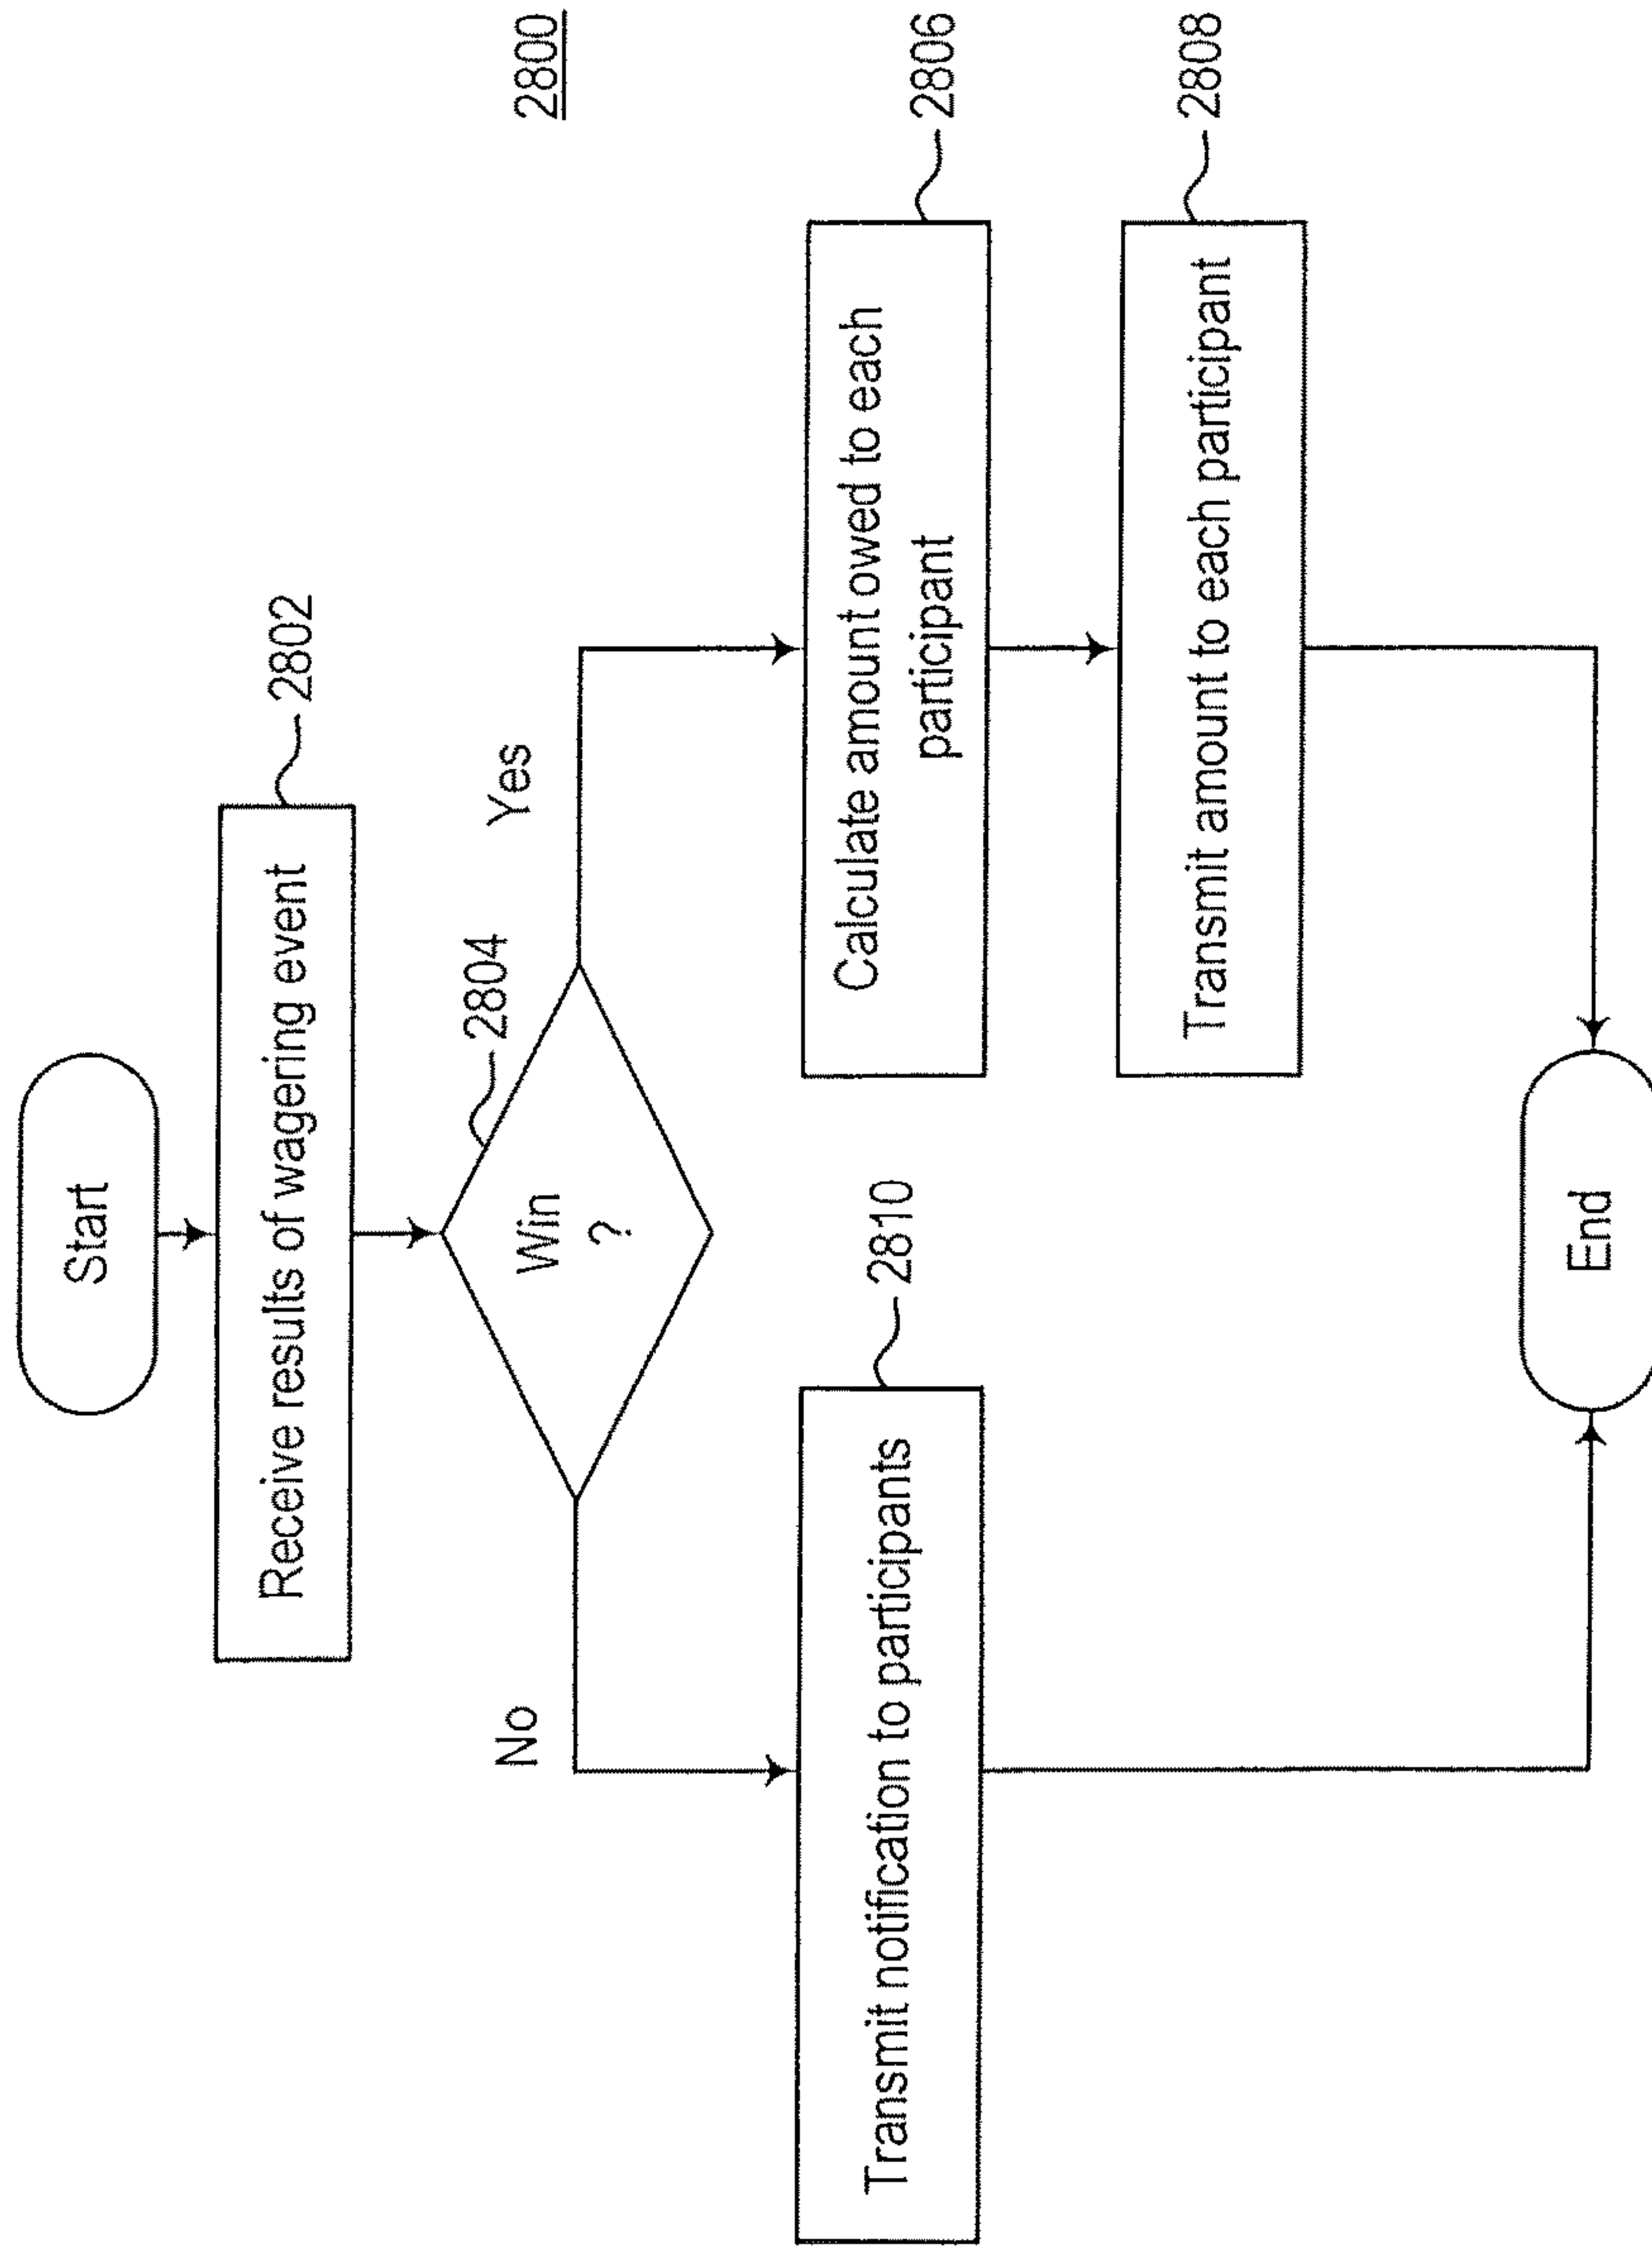 2800
Start
Receive results of wagering event
2802
2804
Win
?
No
Yes
Transmit notification to participants
2810
Calculate amount owed to each
participant
2806
Transmit amount to each participant
2808
End